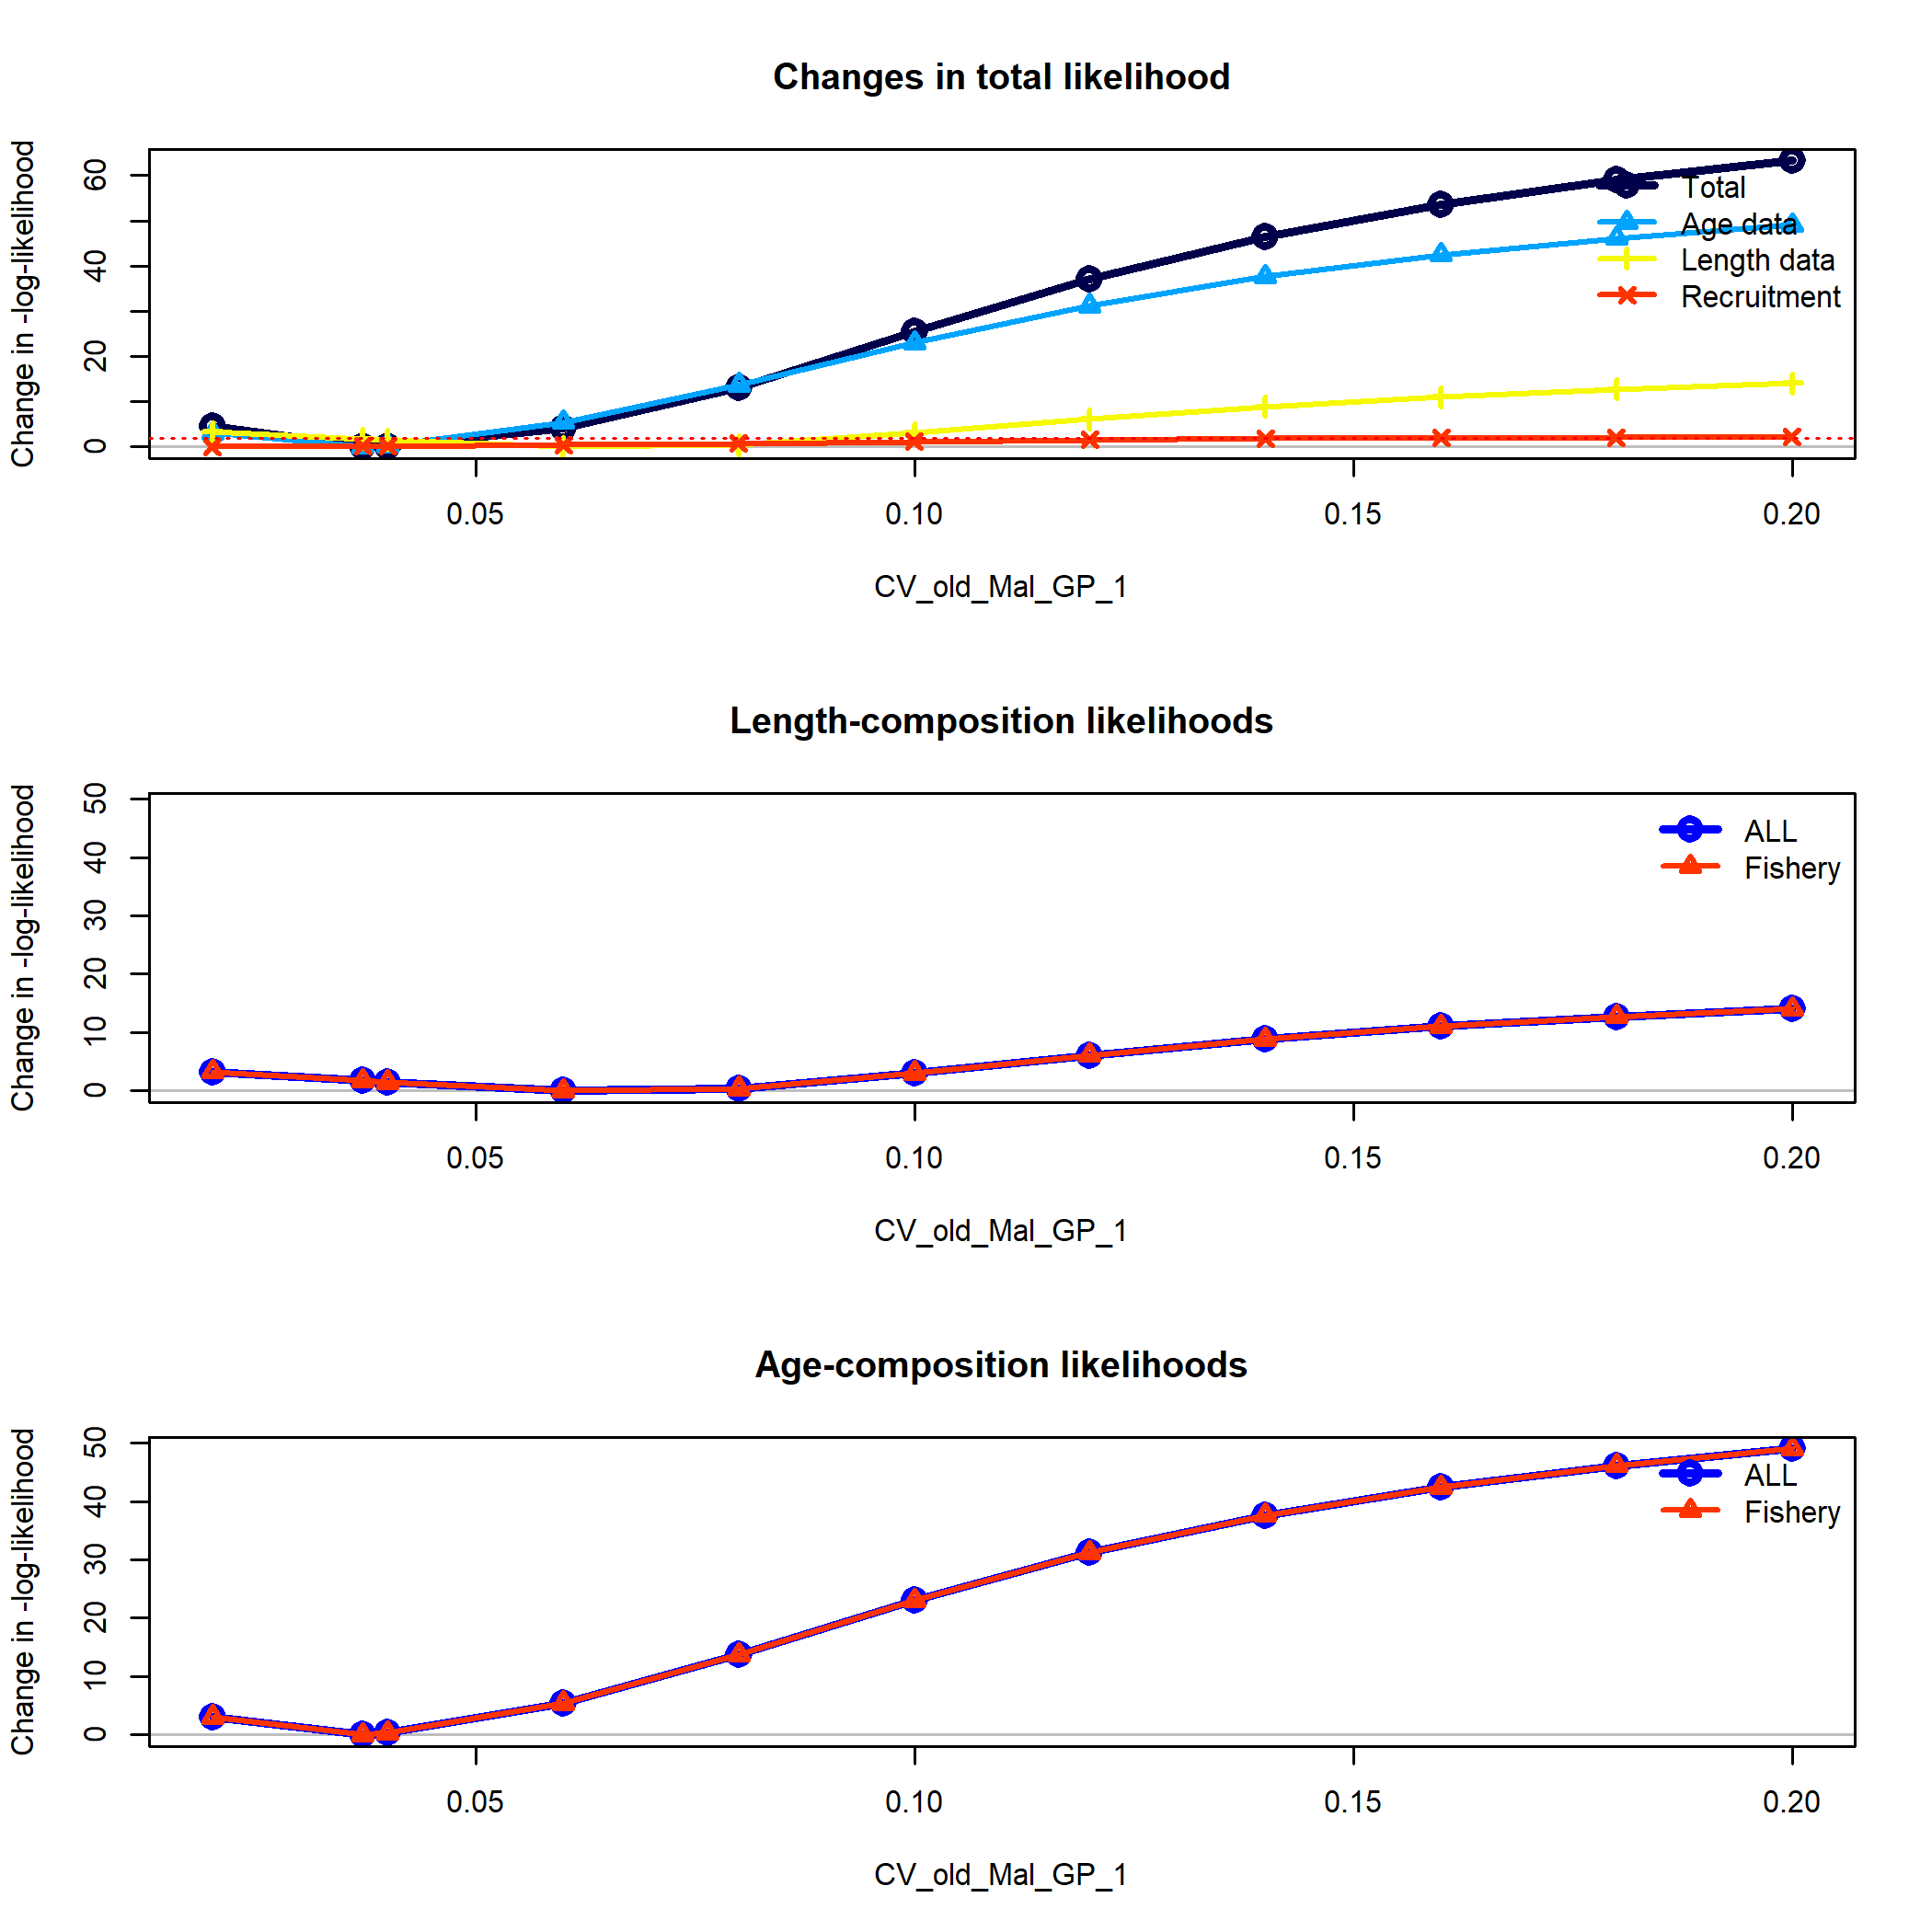 Changes in total likelihood
Change in -log-likelihood
60
40
20
0
Total
Age data
Length data
Recruitment
0.05 0.10 0.15 0.20
CV_old_Mal_GP_1
Length-composition likelihoods
Change in -log-likelihood
50
40
30
20
10
0
ALL
Fishery
0.05 0.10 0.15 0.20
CV_old_Mal_GP_1
Age-composition likelihoods
Change in -log-likelihood
50
40
30
20
10
0
ALL
Fishery
0.05 0.10 0.15 0.20
CV_old_Mal_GP_1